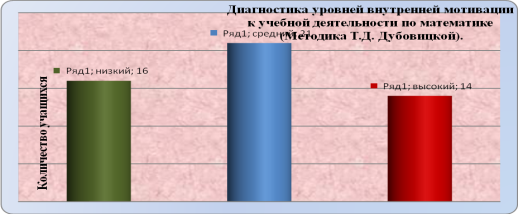 Диагностика уровней внутренней мотивации
к учебной деятельности по математике
(Методика Т.Д. Дубовицкой).
Ряд1; средний; 21
Ряд1; низкий; 16
Ряд1; высокий; 14
Количество учащихся